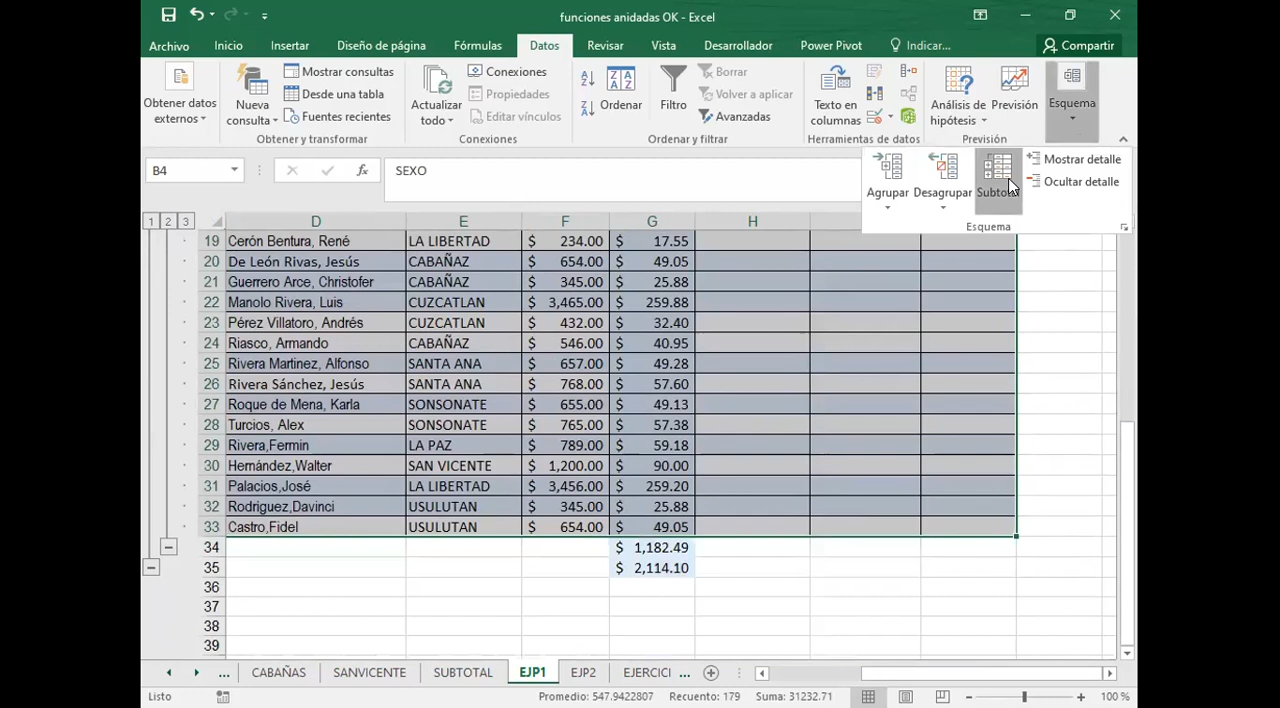 funciones anidadas OK - Excel
Archivo Inicio Insertar Diseño de página Fórmulas Datos Revisar Vista Desarrollador Power Pivot Indicar... Compartir
Obtener datos externos
Nueva consulta
Mostrar consultas
Desde una tabla
Fuentes recientes
Obtener y transformar
Actualizar todo
Conexiones
Propiedades
Editar vínculos
Conexiones
Ordenar
Filtro
Borrar
Volver a aplicar
Avanzadas
Ordenar y filtrar
Texto en columnas
Herramientas de datos
Análisis de hipótesis
Previsión
Previsión
Esquema
Agrupar
Desagrupar
Mostrar detalle
Ocultar detalle
Esquema
B4 fx SEXO
1 2 3
D E F G H
19 Cerón Bentura, René LA LIBERTAD $ 234.00 $ 17.55
20 De León Rivas, Jesús CABAÑAZ $ 654.00 $ 49.05
21 Guerrero Arce, Christofer CABAÑAZ $ 345.00 $ 25.88
22 Manolo Rivera, Luis CUZCATLAN $ 3,465.00 $ 259.88
23 Pérez Villatoro, Andrés CUZCATLAN $ 432.00 $ 32.40
24 Riasco, Armando CABAÑAZ $ 546.00 $ 40.95
25 Rivera Martinez, Alfonso SANTA ANA $ 657.00 $ 49.28
26 Rivera Sánchez, Jesús SANTA ANA $ 768.00 $ 57.60
27 Roque de Mena, Karla SONSONATE $ 655.00 $ 49.13
28 Turcios, Alex SONSONATE $ 765.00 $ 57.38
29 Rivera,Fermin LA PAZ $ 789.00 $ 59.18
30 Hernández,Walter SAN VICENTE $ 1,200.00 $ 90.00
31 Palacios,José LA LIBERTAD $ 3,456.00 $ 259.20
32 Rodriguez,Davinci USULUTAN $ 345.00 $ 25.88
33 Castro,Fidel USULUTAN $ 654.00 $ 49.05
34 $ 1,182.49
35 $ 2,114.10
36
37
38
39
... CABAÑAS SANVICENTE SUBTOTAL EJP1 EJP2 EJERCICI ...
Listo Promedio: 547.9422807 Recuento: 179 Suma: 31232.71 100 %